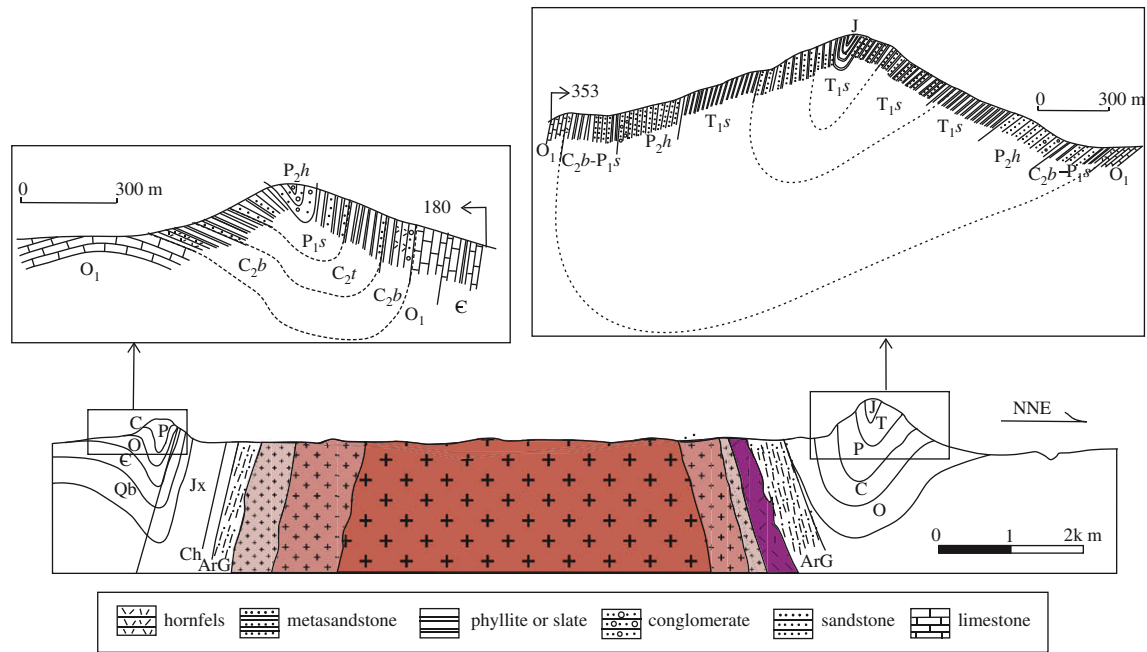 J
353
0 300 m
T₁s
T₁s
T₁s
T₁s
P₂h
P₂h
O₁
C₂b-P₁s
C₂b-P₁s
O₁
0 300 m
P₂h
180
P₁s
O₁
C₂b
C₂t
C₂b
O₁
Є
C
P
O
Є
Qb
Jx
Ch
ArG
J
T
P
C
O
ArG
NNE
0 1 2k m
hornfels
metasandstone
phyllite or slate
conglomerate
sandstone
limestone